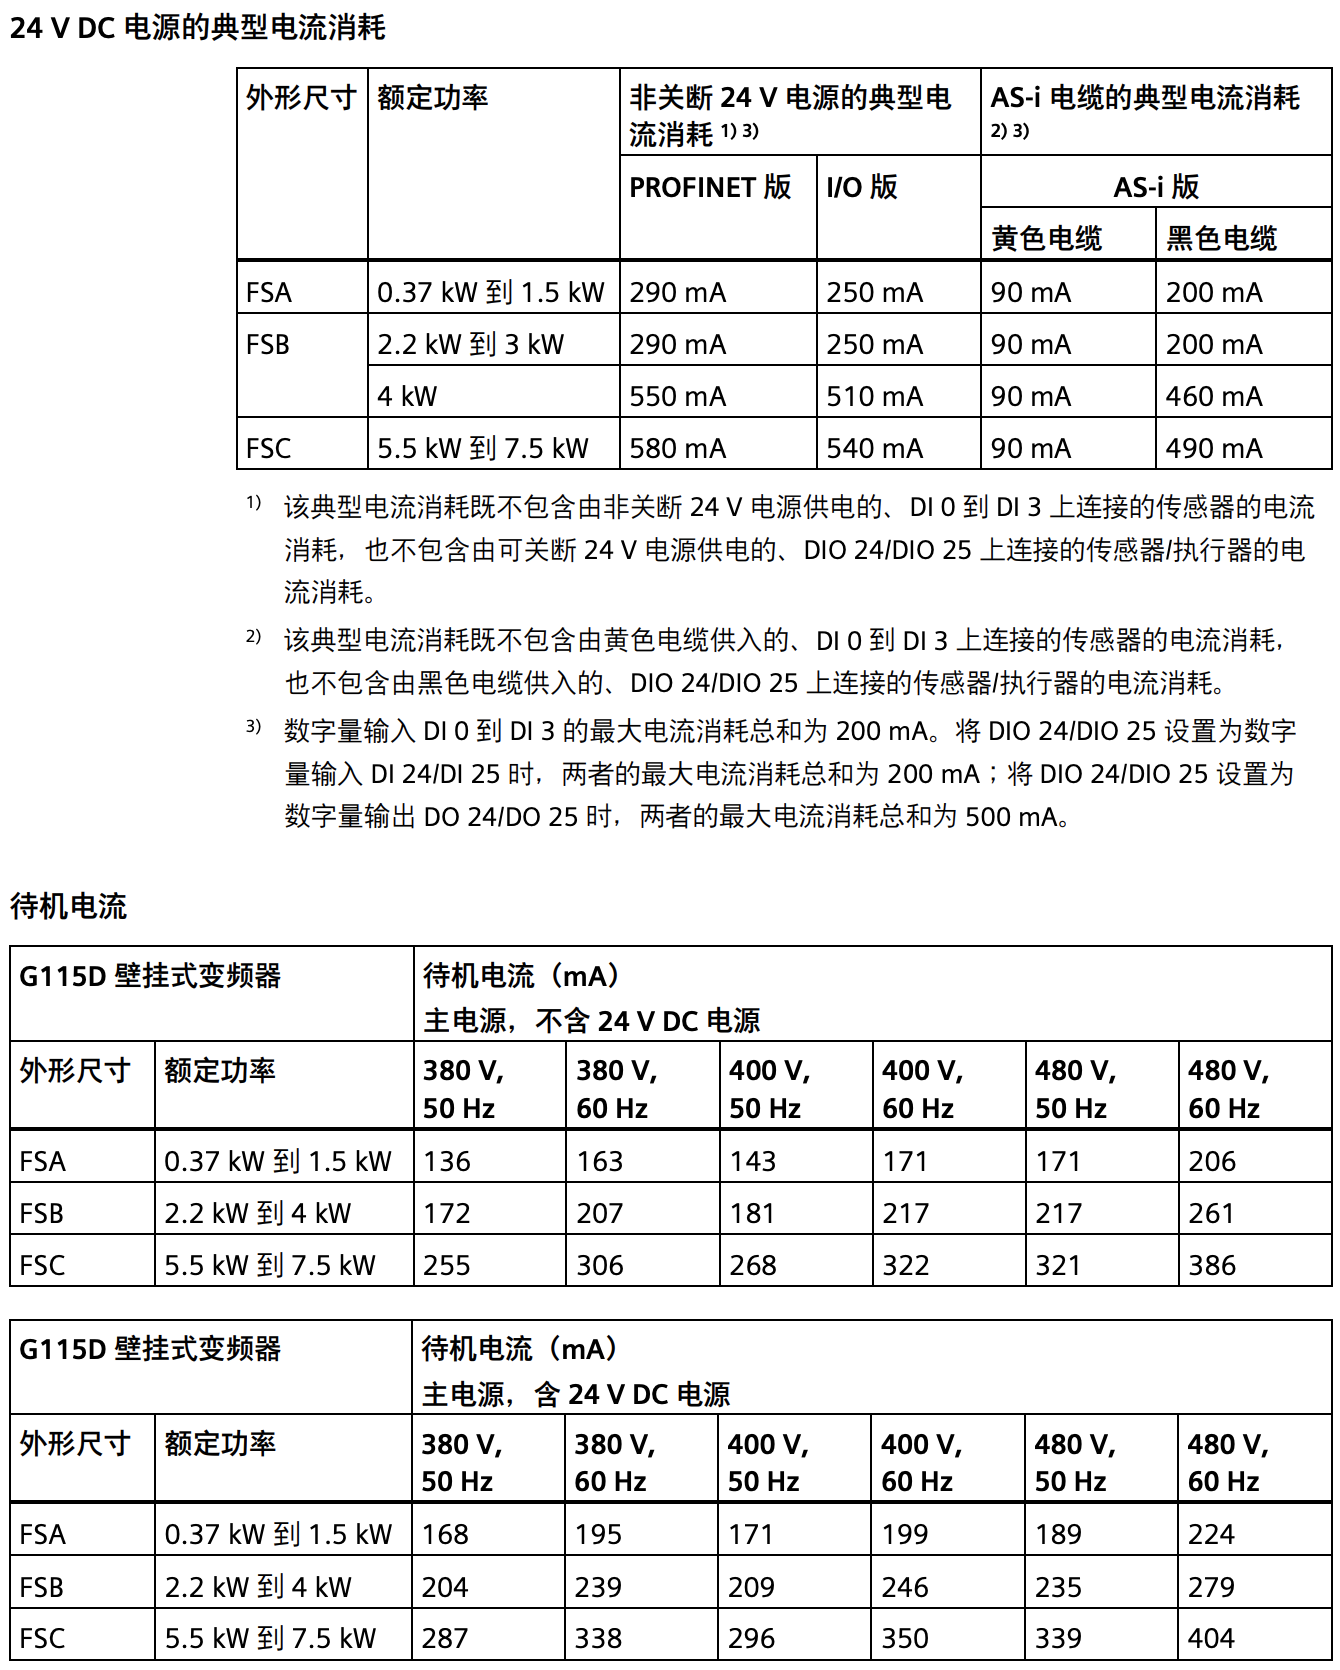 24 V DC 电源的典型电流消耗
外形尺寸 额定功率 非关断 24 V 电源的典型电 AS-i 电缆的典型电流消耗
流消耗 1) 3) 2) 3)
PROFINET 版 I/O 版 AS-i 版
黄色电缆 黑色电缆
FSA 0.37 kW 到 1.5 kW 290 mA 250 mA 90 mA 200 mA
FSB 2.2 kW 到 3 kW 290 mA 250 mA 90 mA 200 mA
4 kW 550 mA 510 mA 90 mA 460 mA
FSC 5.5 kW 到 7.5 kW 580 mA 540 mA 90 mA 490 mA
1) 该典型电流消耗既不包含由非关断 24 V 电源供电的、DI 0 到 DI 3 上连接的传感器的电流
消耗，也不包含由可关断 24 V 电源供电的、DIO 24/DIO 25 上连接的传感器/执行器的电
流消耗。
2) 该典型电流消耗既不包含由黄色电缆供入的、DI 0 到 DI 3 上连接的传感器的电流消耗，
也不包含由黑色电缆供入的、DIO 24/DIO 25 上连接的传感器/执行器的电流消耗。
3) 数字量输入 DI 0 到 DI 3 的最大电流消耗总和为 200 mA。将 DIO 24/DIO 25 设置为数字
量输入 DI 24/DI 25 时，两者的最大电流消耗总和为 200 mA；将 DIO 24/DIO 25 设置为
数字量输出 DO 24/DO 25 时，两者的最大电流消耗总和为 500 mA。
待机电流
G115D 壁挂式变频器 待机电流（mA）
主电源，不含 24 V DC 电源
外形尺寸 额定功率 380 V, 380 V, 400 V, 400 V, 480 V, 480 V,
50 Hz 60 Hz 50 Hz 60 Hz 50 Hz 60 Hz
FSA 0.37 kW 到 1.5 kW 136 163 143 171 171 206
FSB 2.2 kW 到 4 kW 172 207 181 217 217 261
FSC 5.5 kW 到 7.5 kW 255 306 268 322 321 386
G115D 壁挂式变频器 待机电流（mA）
主电源，含 24 V DC 电源
外形尺寸 额定功率 380 V, 380 V, 400 V, 400 V, 480 V, 480 V,
50 Hz 60 Hz 50 Hz 60 Hz 50 Hz 60 Hz
FSA 0.37 kW 到 1.5 kW 168 195 171 199 189 224
FSB 2.2 kW 到 4 kW 204 239 209 246 235 279
FSC 5.5 kW 到 7.5 kW 287 338 296 350 339 404